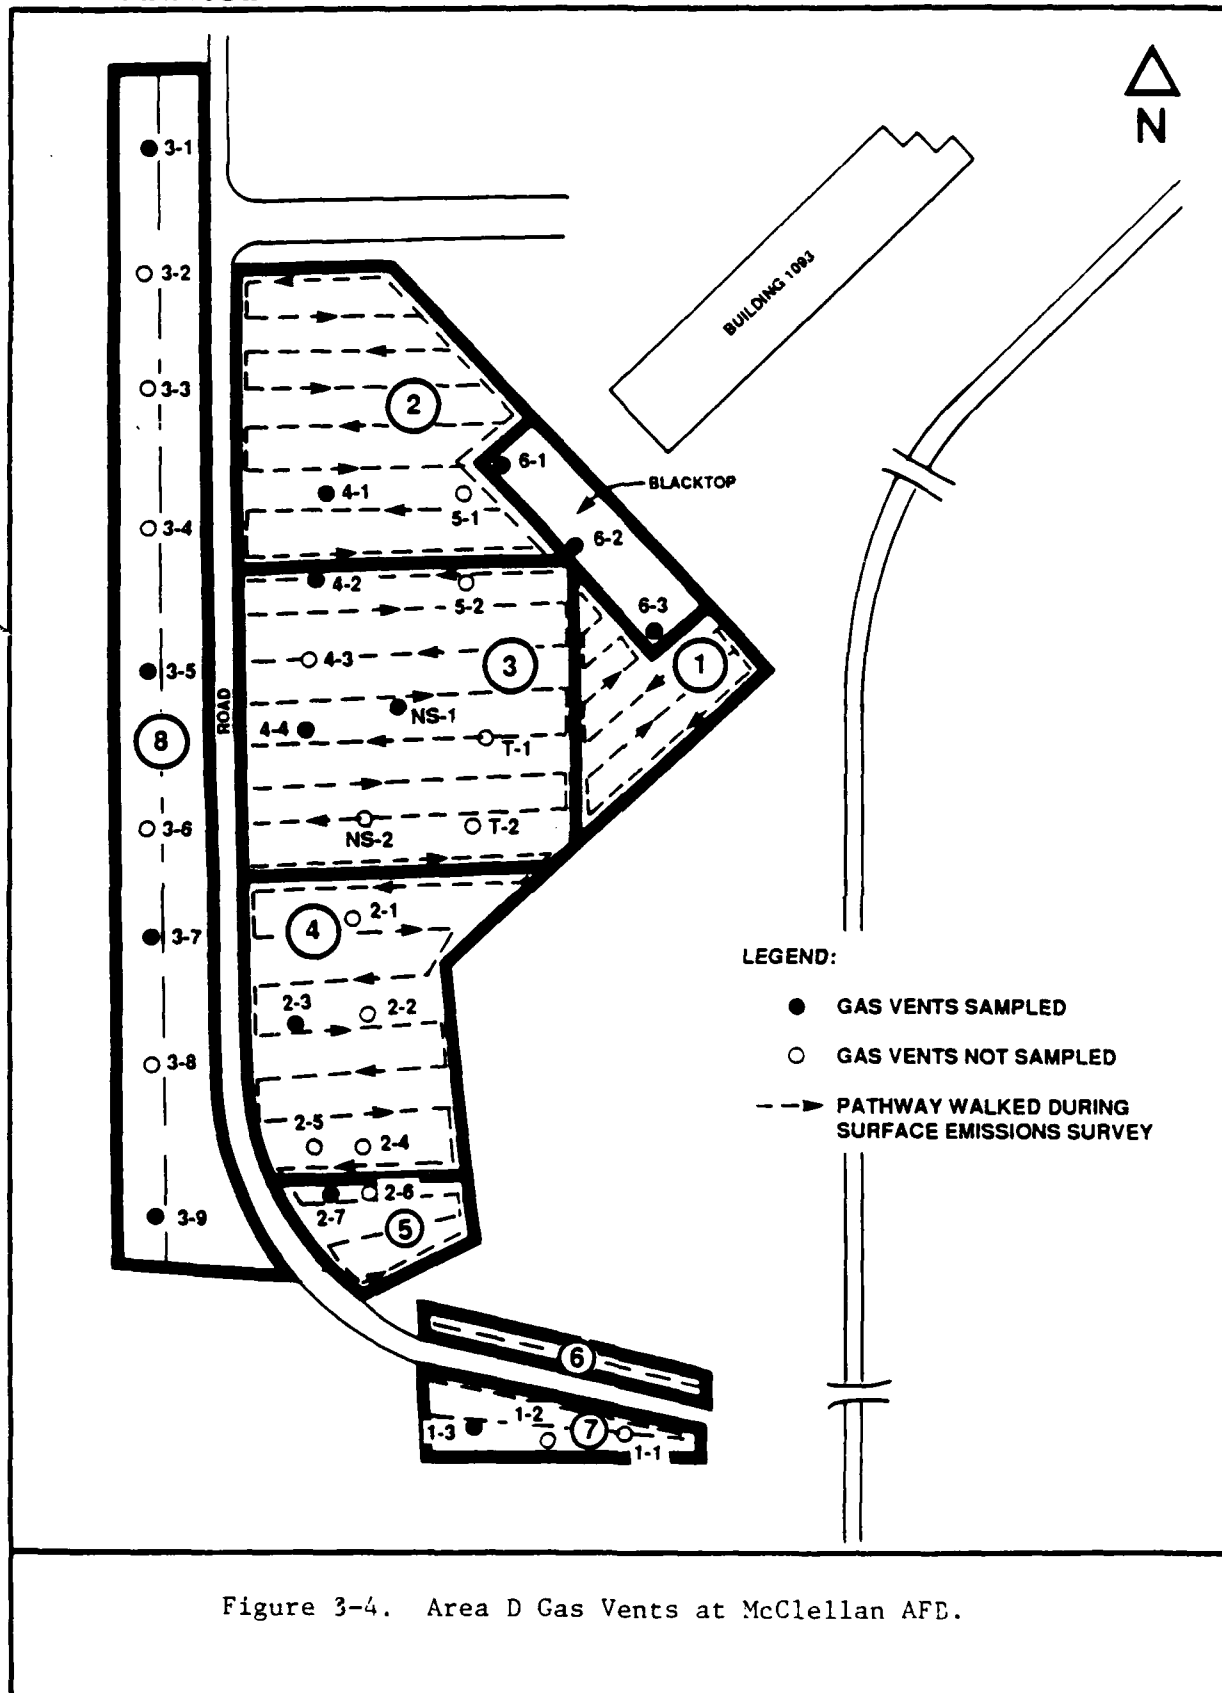 N
3-1
3-2
BUILDING 1093
3-3
2
6-1
4-1
BLACKTOP
5-1
3-4
6-2
4-2
5-2
6-3
4-3
3
1
3-5
ROAD
NS-1
4-4
8
T-1
3-6
NS-2
T-2
2-1
4
3-7
LEGEND:
2-3
2-2
GAS VENTS SAMPLED
3-8
GAS VENTS NOT SAMPLED
PATHWAY WALKED DURING
SURFACE EMISSIONS SURVEY
2-5
2-4
2-6
2-7
3-9
5
6
1-2
1-3
7
1-1
Figure 3-4. Area D Gas Vents at McClellan AFB.